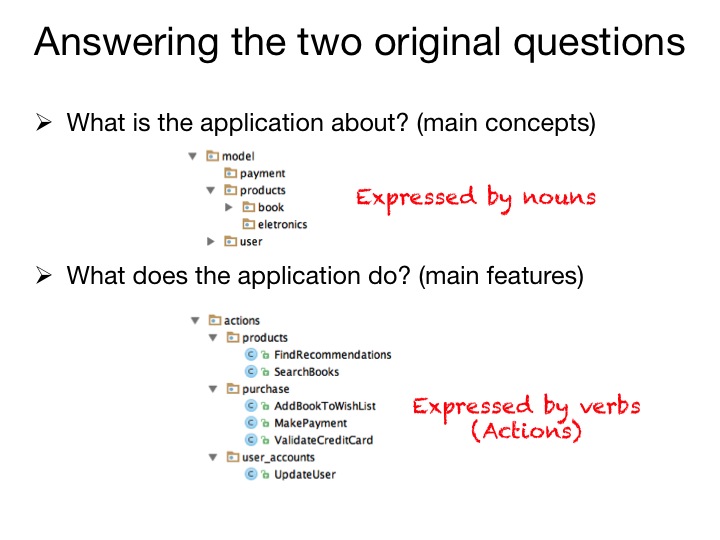 Answering the two original questions
What is the application about? (main concepts)
model
payment
products
book
eletronics
user
Expressed by nouns
What does the application do? (main features)
actions
products
C FindRecommendations
C SearchBooks
purchase
C AddBookToWishList
C MakePayment
C ValidateCreditCard
user_accounts
C UpdateUser
Expressed by verbs
(Actions)